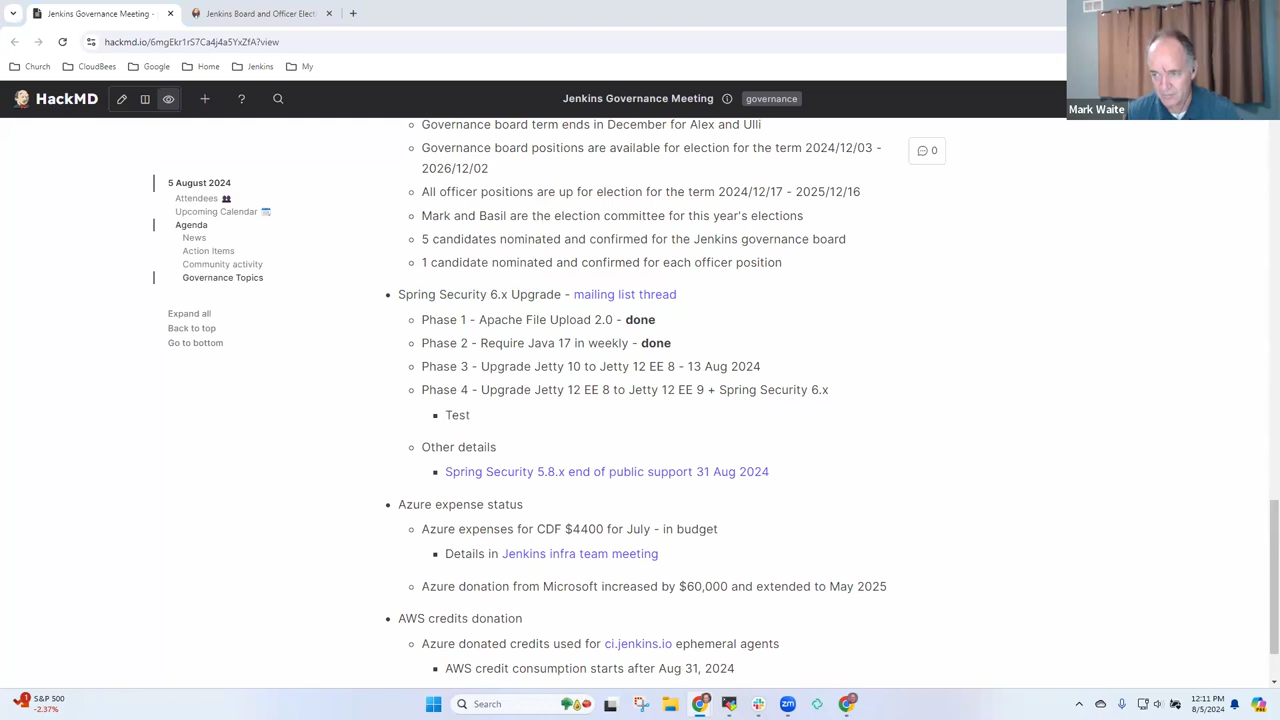 Jenkins Governance Meeting -
Jenkins Board and Officer Elect
hackmd.io/6mgEkr1rS7Ca4j4a5YxZfA?view
Church
CloudBees
Google
Home
Jenkins
My
HackMD
Jenkins Governance Meeting
governance
Mark Waite
0
5 August 2024
Attendees
Upcoming Calendar
Agenda
News
Action Items
Community activity
Governance Topics
Expand all
Back to top
Go to bottom
Governance board term ends in December for Alex and Ulli
Governance board positions are available for election for the term 2024/12/03 -
2026/12/02
All officer positions are up for election for the term 2024/12/17 - 2025/12/16
Mark and Basil are the election committee for this year's elections
5 candidates nominated and confirmed for the Jenkins governance board
1 candidate nominated and confirmed for each officer position
Spring Security 6.x Upgrade - mailing list thread
Phase 1 - Apache File Upload 2.0 - done
Phase 2 - Require Java 17 in weekly - done
Phase 3 - Upgrade Jetty 10 to Jetty 12 EE 8 - 13 Aug 2024
Phase 4 - Upgrade Jetty 12 EE 8 to Jetty 12 EE 9 + Spring Security 6.x
Test
Other details
Spring Security 5.8.x end of public support 31 Aug 2024
Azure expense status
Azure expenses for CDF $4400 for July - in budget
Details in Jenkins infra team meeting
Azure donation from Microsoft increased by $60,000 and extended to May 2025
AWS credits donation
Azure donated credits used for ci.jenkins.io ephemeral agents
AWS credit consumption starts after Aug 31, 2024
1
S&P 500
-2.37%
Search
zm
12:11 PM
8/5/2024